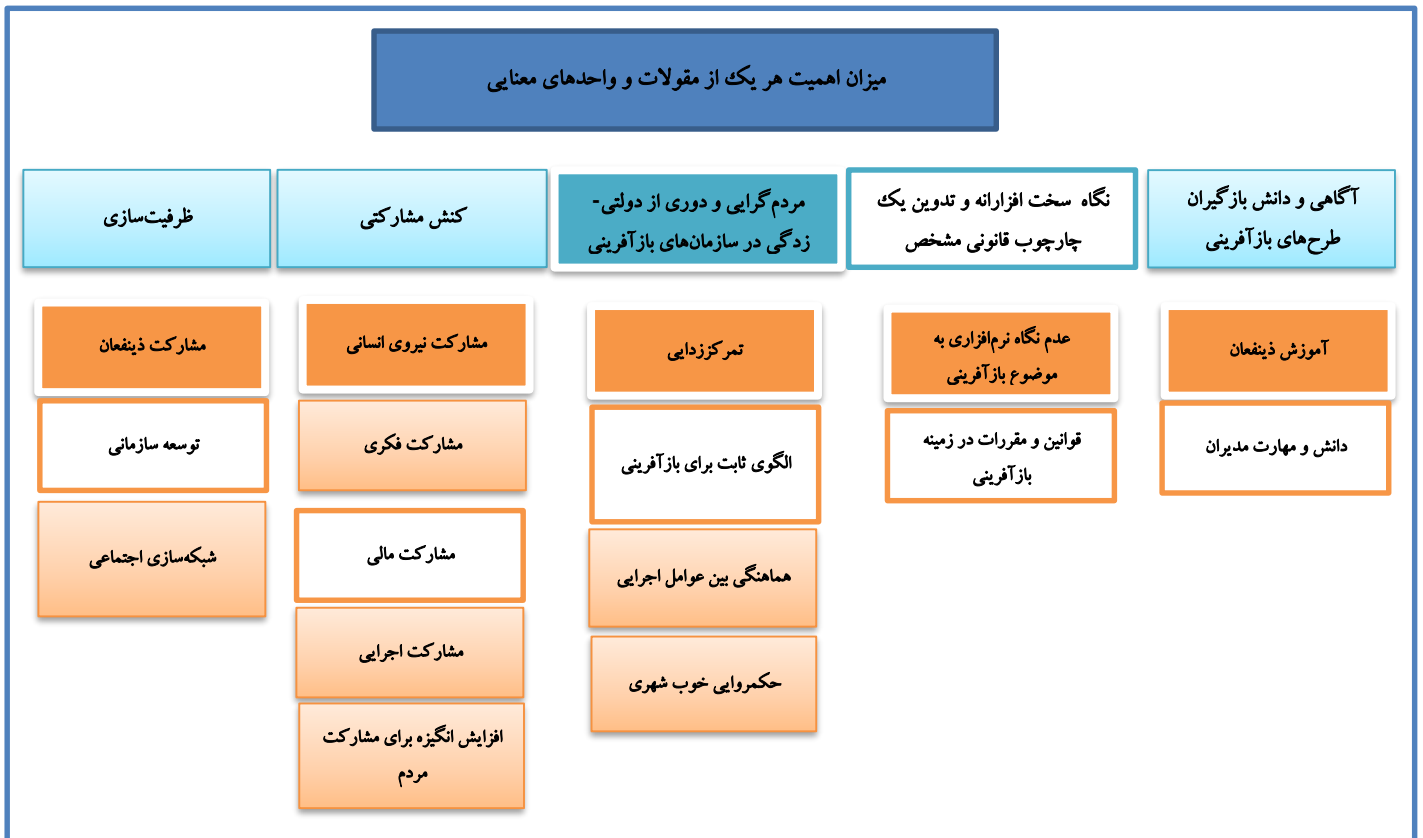 میزان اهمیت هر یک از مقولات و واحدهای معنایی
آگاهی و دانش بازگیران
طرح‌های بازآفرینی
نگاه سخت افزارانه و تدوین یک
چارچوب قانونی مشخص
مردم‌گرایی و دوری از دولتی-
زدگی در سازمان‌های بازآفرینی
کنش مشارکتی
ظرفیت‌سازی
آموزش ذینفعان
دانش و مهارت مدیران
عدم نگاه نرم‌افزاری به
موضوع بازآفرینی
قوانین و مقررات در زمینه
بازآفرینی
تمرکززدایی
الگوی ثابت برای بازآفرینی
هماهنگی بین عوامل اجرایی
حکمروایی خوب شهری
مشارکت نیروی انسانی
مشارکت فکری
مشارکت مالی
مشارکت اجرایی
افزایش انگیزه برای مشارکت
مردم
مشارکت ذینفعان
توسعه سازمانی
شبکه‌سازی اجتماعی